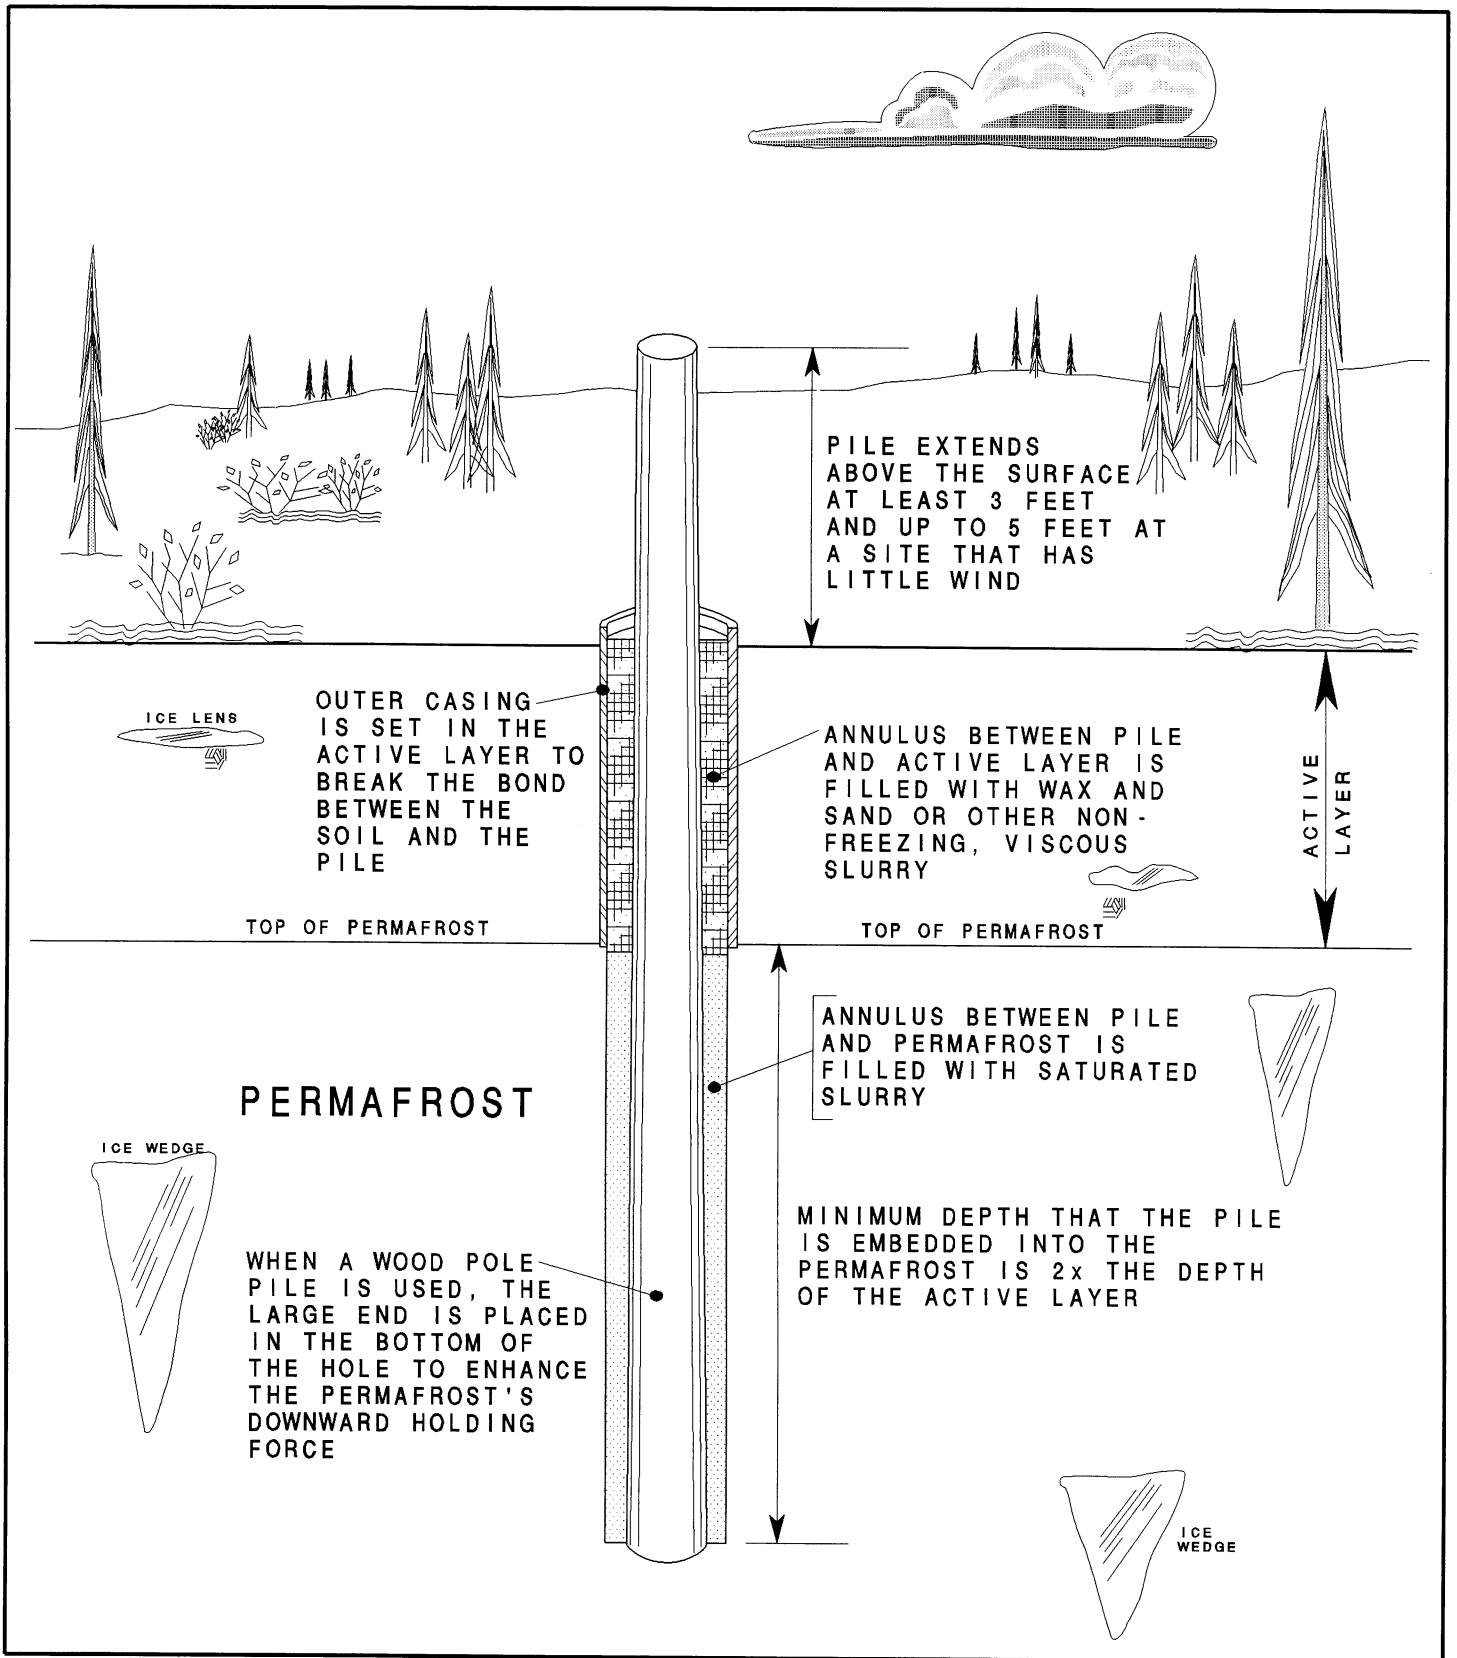 PILE EXTENDS
ABOVE THE SURFACE
AT LEAST 3 FEET
AND UP TO 5 FEET AT
A SITE THAT HAS
LITTLE WIND
ICE LENS
OUTER CASING
IS SET IN THE
ACTIVE LAYER TO
BREAK THE BOND
BETWEEN THE
SOIL AND THE
PILE
ANNULUS BETWEEN PILE
AND ACTIVE LAYER IS
FILLED WITH WAX AND
SAND OR OTHER NON-
FREEZING, VISCOUS
SLURRY
ACTIVE
LAYER
TOP OF PERMAFROST
TOP OF PERMAFROST
ANNULUS BETWEEN PILE
AND PERMAFROST IS
FILLED WITH SATURATED
SLURRY
PERMAFROST
ICE WEDGE
MINIMUM DEPTH THAT THE PILE
IS EMBEDDED INTO THE
PERMAFROST IS 2x THE DEPTH
OF THE ACTIVE LAYER
WHEN A WOOD POLE
PILE IS USED, THE
LARGE END IS PLACED
IN THE BOTTOM OF
THE HOLE TO ENHANCE
THE PERMAFROST'S
DOWNWARD HOLDING
FORCE
ICE
WEDGE